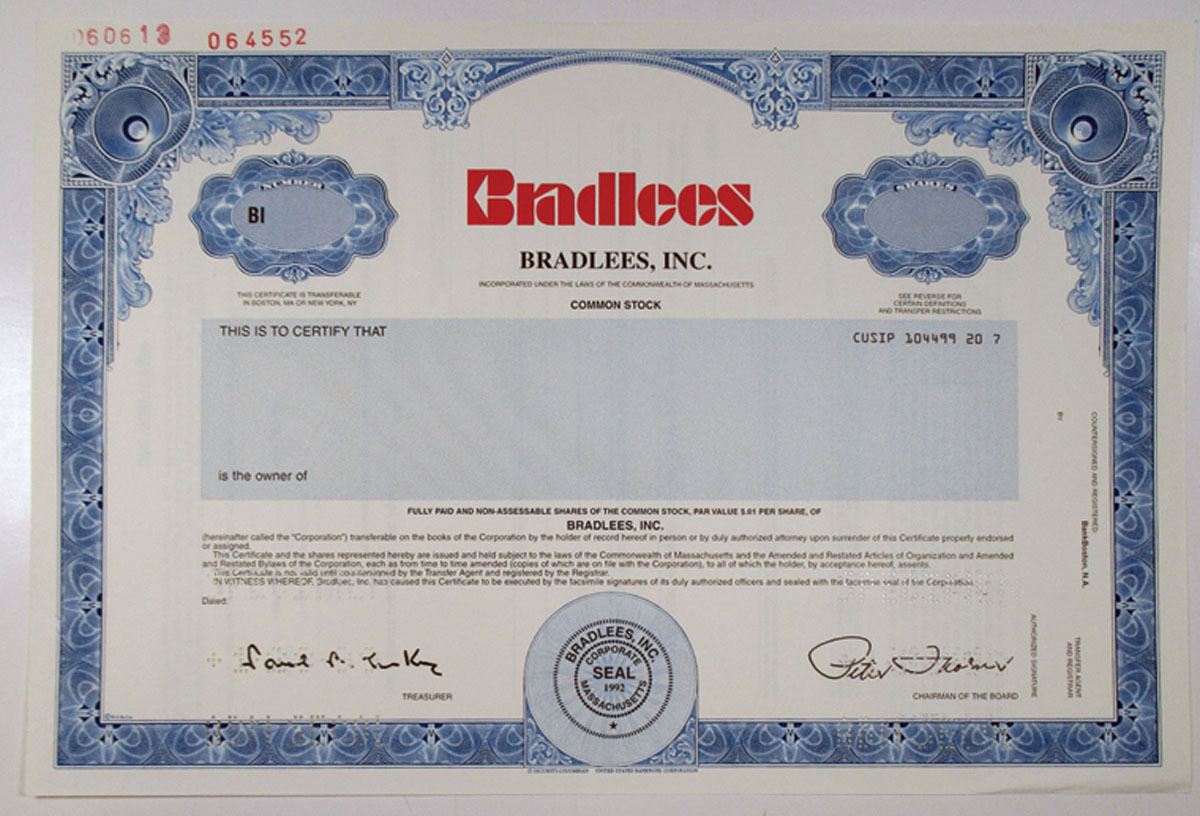 060613 064552
NUMBER
BI
SHARES
Bradlees
BRADLEES, INC.
INCORPORATED UNDER THE LAWS OF THE COMMONWEALTH OF MASSACHUSETTS
COMMON STOCK
THIS CERTIFICATE IS TRANSFERABLE
IN BOSTON, MA OR NEW YORK, NY
SEE REVERSE FOR
CERTAIN DEFINITIONS
AND TRANSFER RESTRICTIONS
THIS IS TO CERTIFY THAT
CUSIP 104499 20 7
is the owner of
FULLY PAID AND NON-ASSESSABLE SHARES OF THE COMMON STOCK, PAR VALUE $.01 PER SHARE, OF
BRADLEES, INC.
(hereinafter called the "Corporation") transferable on the books of the Corporation by the holder of record hereof in person or by duly authorized attorney upon surrender of this Certificate properly endorsed
or assigned.
This Certificate and the shares represented hereby are issued and held subject to the laws of the Commonwealth of Massachusetts and the Amended and Restated Articles of Organization and Amended
and Restated Bylaws of the Corporation, each as from time to time amended (copies of which are on file with the Corporation), to all of which the holder, by acceptance hereof, assents.
This Certificate is not valid until countersigned by the Transfer Agent and registered by the Registrar.
IN WITNESS WHEREOF, Bradlees, Inc. has caused this Certificate to be executed by the facsimile signatures of its duly authorized officers and sealed with the facsimile seal of the Corporation.
Dated:
TREASURER
BRADLEES, INC.
CORPORATE
SEAL
1992
MASSACHUSETTS
Peter Thorner
CHAIRMAN OF THE BOARD
COUNTERSIGNED AND REGISTERED:
BankBoston, N.A.
BY
TRANSFER AGENT
AND REGISTRAR
AUTHORIZED SIGNATURE
© SECURITY-COLUMBIAN UNITED STATES BANKNOTE CORPORATION